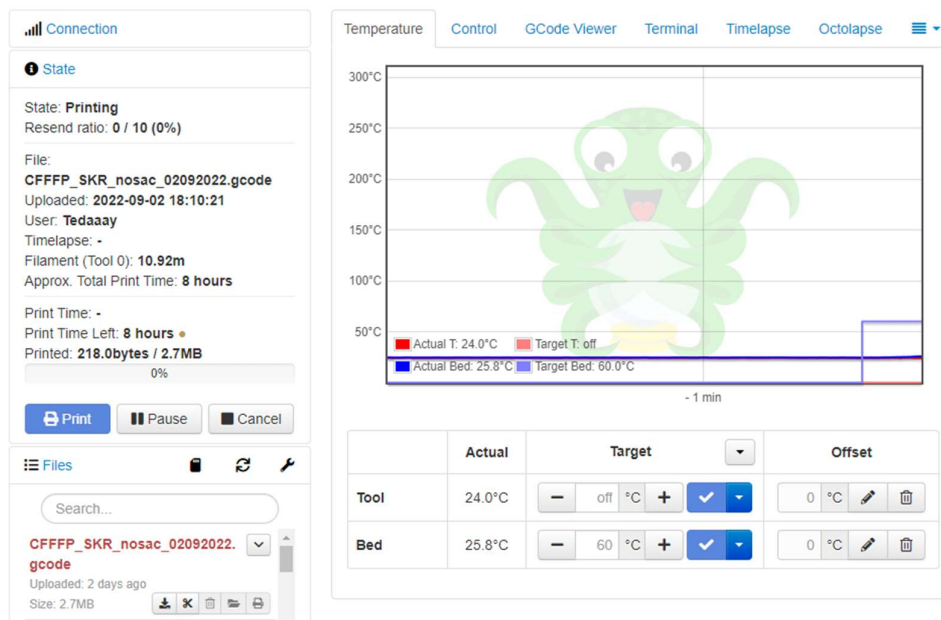 Connection
State
State: Printing
Resend ratio: 0 / 10 (0%)
File:
CFFFP_SKR_nosac_02092022.gcode
Uploaded: 2022-09-02 18:10:21
User: Tedaaay
Timelapse: -
Filament (Tool 0): 10.92m
Approx. Total Print Time: 8 hours
Print Time: -
Print Time Left: 8 hours
Printed: 218.0bytes / 2.7MB
0%
Print Pause Cancel
Files
Search...
CFFFP_SKR_nosac_02092022.
gcode
Uploaded: 2 days ago
Size: 2.7MB
Temperature Control GCode Viewer Terminal Timelapse Octolapse
300°C
250°C
200°C
150°C
100°C
50°C
Actual T: 24.0°C Target T: off
Actual Bed: 25.8°C Target Bed: 60.0°C
- 1 min
Actual Target Offset
Tool 24.0°C off °C 0 °C
Bed 25.8°C 60 °C 0 °C